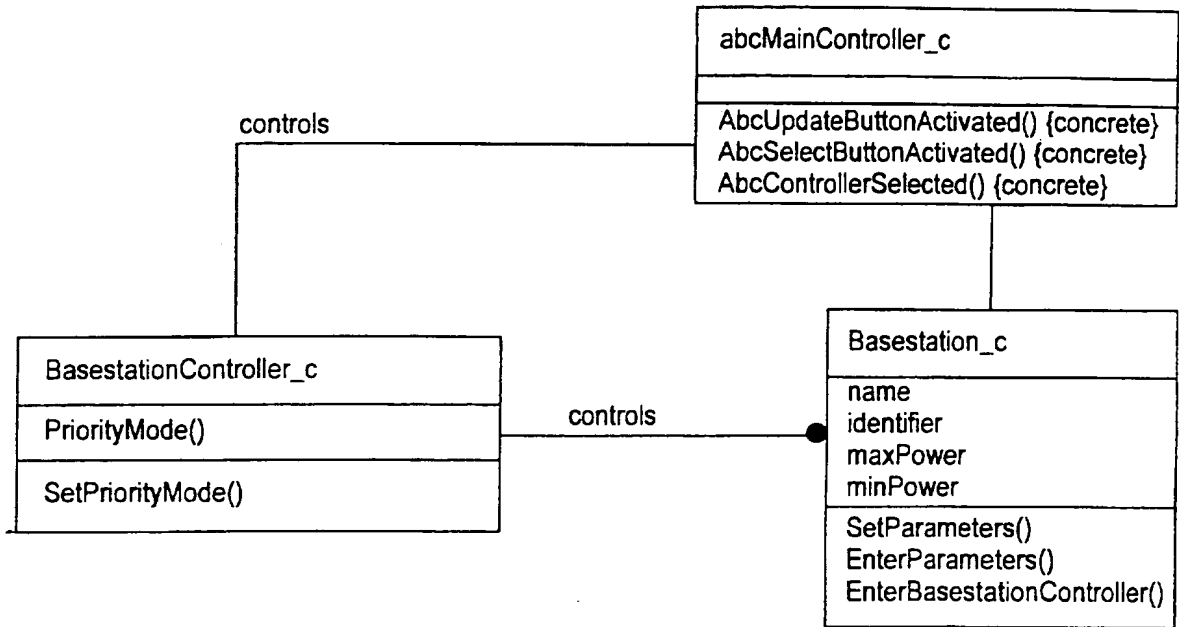 abcMainController_c
AbcUpdateButtonActivated() {concrete}
AbcSelectButtonActivated() {concrete}
AbcControllerSelected() {concrete}
controls
BasestationController_c
PriorityMode()
SetPriorityMode()
controls
Basestation_c
name
identifier
maxPower
minPower
SetParameters()
EnterParameters()
EnterBasestationController()